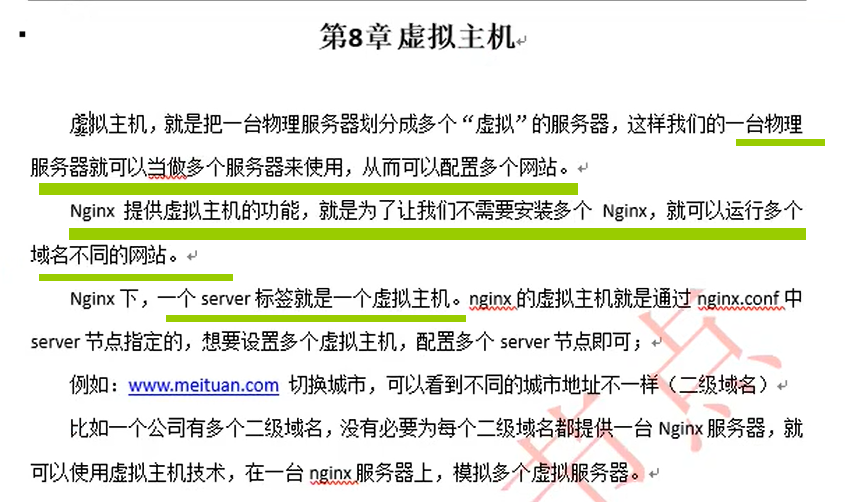 第8章 虚拟主机
虚拟主机，就是把一台物理服务器划分成多个“虚拟”的服务器，这样我们的一台物理
服务器就可以当做多个服务器来使用，从而可以配置多个网站。
Nginx 提供虚拟主机的功能，就是为了让我们不需要安装多个 Nginx，就可以运行多个
域名不同的网站。
Nginx 下，一个 server 标签就是一个虚拟主机。nginx 的虚拟主机就是通过 nginx.conf 中
server 节点指定的，想要设置多个虚拟主机，配置多个 server 节点即可；
例如：www.meituan.com 切换城市，可以看到不同的城市地址不一样（二级域名）
比如一个公司有多个二级域名，没有必要为每个二级域名都提供一台 Nginx 服务器，就
可以使用虚拟主机技术，在一台 nginx 服务器上，模拟多个虚拟服务器。